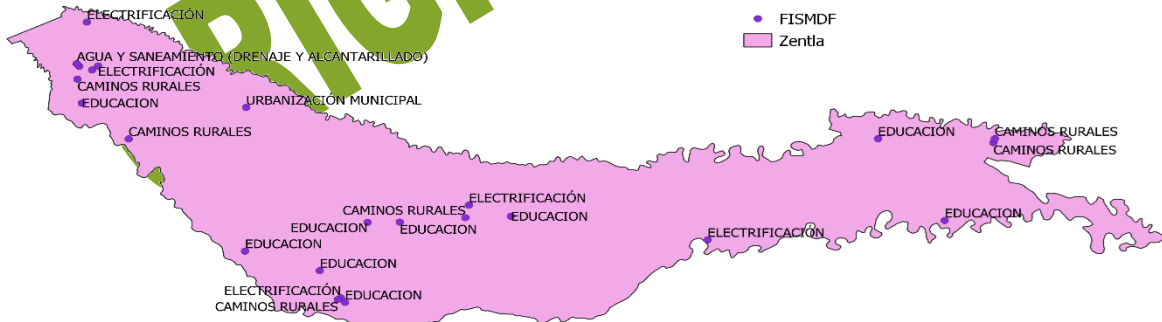 ELECTRIFICACIÓN
FISMDF
Zentla
AGUA Y SANEAMIENTO (DRENAJE Y ALCANTARILLADO)
ELECTRIFICACIÓN
CAMINOS RURALES
EDUCACION
URBANIZACIÓN MUNICIPAL
CAMINOS RURALES
EDUCACION
CAMINOS RURALES
CAMINOS RURALES
ELECTRIFICACIÓN
CAMINOS RURALES
EDUCACION
EDUCACION
EDUCACION
EDUCACION
ELECTRIFICACIÓN
EDUCACION
EDUCACION
ELECTRIFICACIÓN
EDUCACION
CAMINOS RURALES